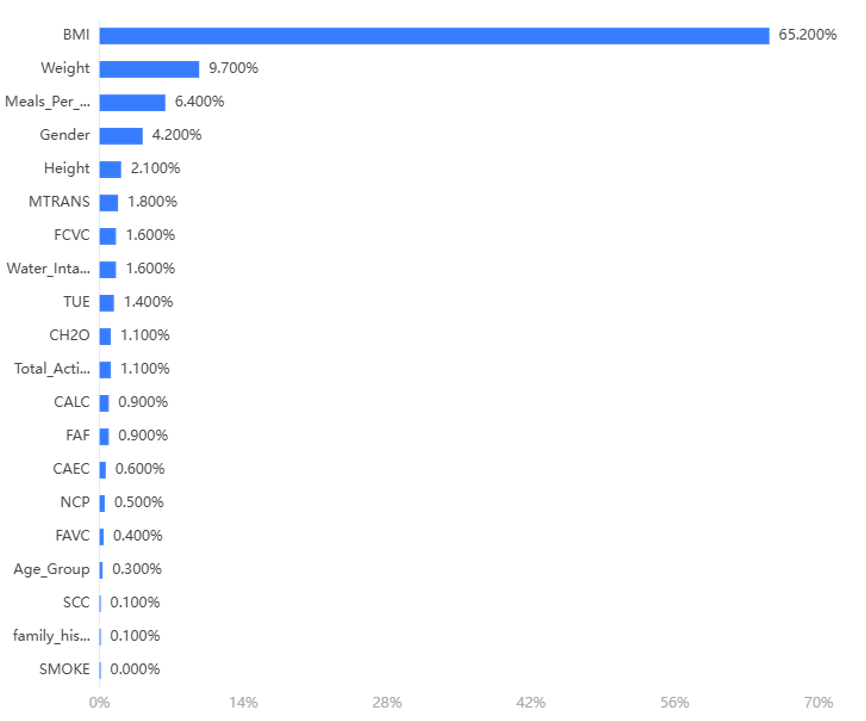 BMI 65.200%
Weight 9.700%
Meals_Per_... 6.400%
Gender 4.200%
Height 2.100%
MTRANS 1.800%
FCVC 1.600%
Water_Inta... 1.600%
TUE 1.400%
CH2O 1.100%
Total_Acti... 1.100%
CALC 0.900%
FAF 0.900%
CAEC 0.600%
NCP 0.500%
FAVC 0.400%
Age_Group 0.300%
SCC 0.100%
family_his... 0.100%
SMOKE 0.000%
0% 14% 28% 42% 56% 70%